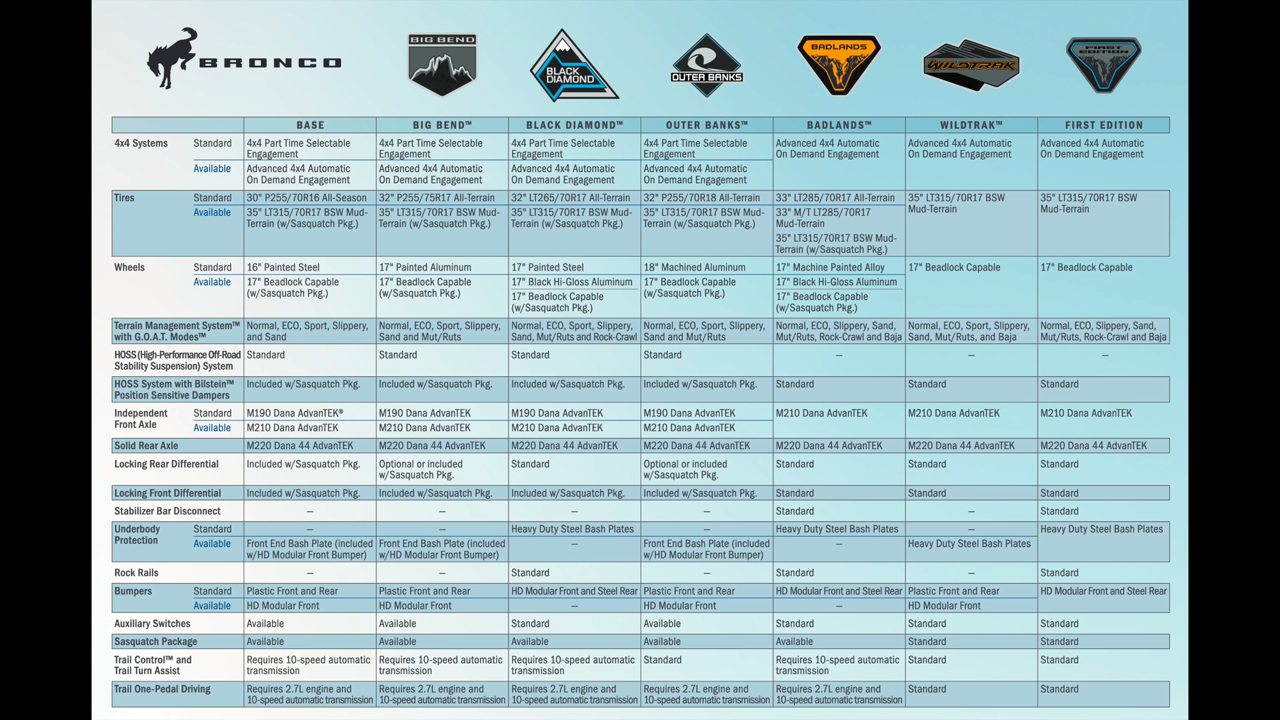 BRONCO
BIG BEND
BLACK DIAMOND
OUTER BANKS
BADLANDS
WILDTRAK
FIRST EDITION
BASE BIG BEND™ BLACK DIAMOND™ OUTER BANKS™ BADLANDS™ WILDTRAK™ FIRST EDITION
4x4 Systems Standard 4x4 Part Time Selectable Engagement 4x4 Part Time Selectable Engagement 4x4 Part Time Selectable Engagement 4x4 Part Time Selectable Engagement Advanced 4x4 Automatic On Demand Engagement Advanced 4x4 Automatic On Demand Engagement Advanced 4x4 Automatic On Demand Engagement
Available Advanced 4x4 Automatic On Demand Engagement Advanced 4x4 Automatic On Demand Engagement Advanced 4x4 Automatic On Demand Engagement Advanced 4x4 Automatic On Demand Engagement
Tires Standard 30" P255/70R16 All-Season 32" P255/75R17 All-Terrain 32" LT265/70R17 All-Terrain 32" P255/70R18 All-Terrain 33" LT285/70R17 All-Terrain 35" LT315/70R17 BSW Mud-Terrain 35" LT315/70R17 BSW Mud-Terrain
Available 35" LT315/70R17 BSW Mud-Terrain (w/Sasquatch Pkg.) 35" LT315/70R17 BSW Mud-Terrain (w/Sasquatch Pkg.) 35" LT315/70R17 BSW Mud-Terrain (w/Sasquatch Pkg.) 35" LT315/70R17 BSW Mud-Terrain (w/Sasquatch Pkg.) 33" M/T LT285/70R17 Mud-Terrain
35" LT315/70R17 BSW Mud-Terrain (w/Sasquatch Pkg.)
Wheels Standard 16" Painted Steel 17" Painted Aluminum 17" Painted Steel 18" Machined Aluminum 17" Machine Painted Alloy 17" Beadlock Capable 17" Beadlock Capable
Available 17" Beadlock Capable (w/Sasquatch Pkg.) 17" Beadlock Capable (w/Sasquatch Pkg.) 17" Black Hi-Gloss Aluminum 17" Beadlock Capable (w/Sasquatch Pkg.) 17" Black Hi-Gloss Aluminum
17" Beadlock Capable (w/Sasquatch Pkg.) 17" Beadlock Capable (w/Sasquatch Pkg.)
Terrain Management System™ with G.O.A.T. Modes™ Normal, ECO, Sport, Slippery, and Sand Normal, ECO, Sport, Slippery, Sand and Mut/Ruts Normal, ECO, Sport, Slippery, Sand, Mut/Ruts and Rock-Crawl Normal, ECO, Sport, Slippery, Sand and Mut/Ruts Normal, ECO, Slippery, Sand, Mut/Ruts, Rock-Crawl and Baja Normal, ECO, Sport, Slippery, Sand, Mut/Ruts, and Baja Normal, ECO, Slippery, Sand, Mut/Ruts, Rock-Crawl and Baja
HOSS (High-Performance Off-Road Stability Suspension) System Standard Standard Standard Standard – – –
HOSS System with Bilstein™ Position Sensitive Dampers Included w/Sasquatch Pkg. Included w/Sasquatch Pkg. Included w/Sasquatch Pkg. Included w/Sasquatch Pkg. Standard Standard Standard
Independent Front Axle Standard M190 Dana AdvanTEK® M190 Dana AdvanTEK M190 Dana AdvanTEK M190 Dana AdvanTEK M210 Dana AdvanTEK M210 Dana AdvanTEK M210 Dana AdvanTEK
Available M210 Dana AdvanTEK M210 Dana AdvanTEK M210 Dana AdvanTEK M210 Dana AdvanTEK
Solid Rear Axle M220 Dana 44 AdvanTEK M220 Dana 44 AdvanTEK M220 Dana 44 AdvanTEK M220 Dana 44 AdvanTEK M220 Dana 44 AdvanTEK M220 Dana 44 AdvanTEK M220 Dana 44 AdvanTEK
Locking Rear Differential Included w/Sasquatch Pkg. Optional or included w/Sasquatch Pkg. Standard Optional or included w/Sasquatch Pkg. Standard Standard Standard
Locking Front Differential Included w/Sasquatch Pkg. Included w/Sasquatch Pkg. Included w/Sasquatch Pkg. Included w/Sasquatch Pkg. Standard Standard Standard
Stabilizer Bar Disconnect – – – – Standard – Standard
Underbody Protection Standard – – Heavy Duty Steel Bash Plates – Heavy Duty Steel Bash Plates – Heavy Duty Steel Bash Plates
Available Front End Bash Plate (included w/HD Modular Front Bumper) Front End Bash Plate (included w/HD Modular Front Bumper) – Front End Bash Plate (included w/HD Modular Front Bumper) – Heavy Duty Steel Bash Plates
Rock Rails – – Standard – Standard – Standard
Bumpers Standard Plastic Front and Rear Plastic Front and Rear HD Modular Front and Steel Rear Plastic Front and Rear HD Modular Front and Steel Rear Plastic Front and Rear HD Modular Front and Steel Rear
Available HD Modular Front HD Modular Front – HD Modular Front – HD Modular Front
Auxiliary Switches Available Available Standard Available Standard Standard Standard
Sasquatch Package Available Available Available Available Available Standard Standard
Trail Control™ and Trail Turn Assist Requires 10-speed automatic transmission Requires 10-speed automatic transmission Requires 10-speed automatic transmission Standard Requires 10-speed automatic transmission Standard Standard
Trail One-Pedal Driving Requires 2.7L engine and 10-speed automatic transmission Requires 2.7L engine and 10-speed automatic transmission Requires 2.7L engine and 10-speed automatic transmission Requires 2.7L engine and 10-speed automatic transmission Requires 2.7L engine and 10-speed automatic transmission Standard Standard